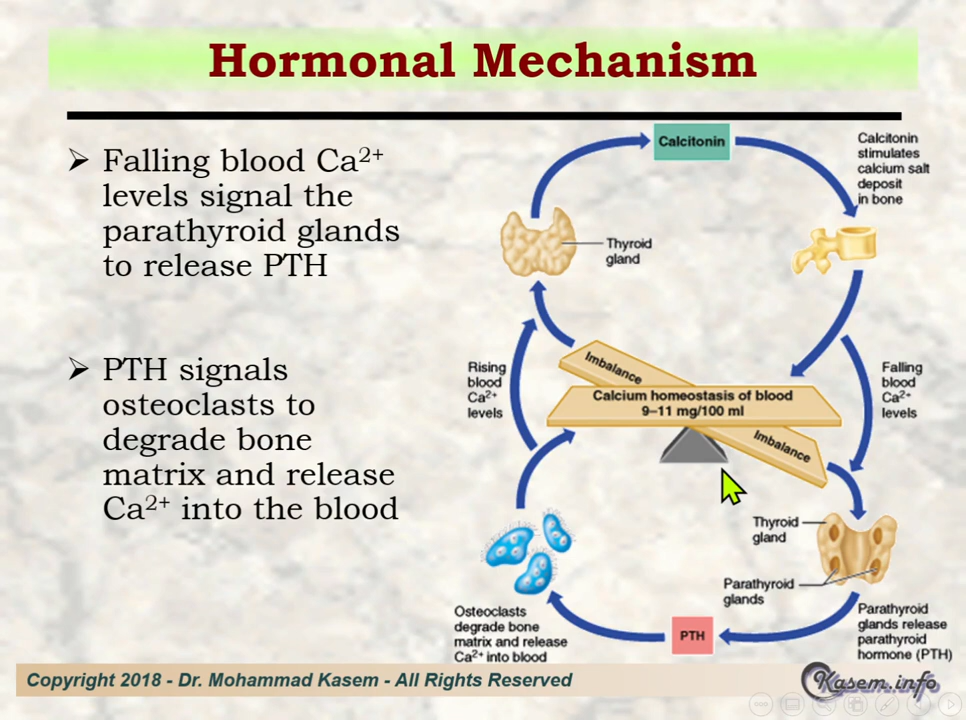 Hormonal Mechanism
➢ Falling blood Ca²⁺
levels signal the
parathyroid glands
to release PTH
➢ PTH signals
osteoclasts to
degrade bone
matrix and release
Ca²⁺ into the blood
Calcitonin
Calcitonin
stimulates
calcium salt
deposit
in bone
Thyroid
gland
Rising
blood
Ca²⁺
levels
Imbalance
Calcium homeostasis of blood
9–11 mg/100 ml
Imbalance
Falling
blood
Ca²⁺
levels
Thyroid
gland
Parathyroid
glands
Osteoclasts
degrade bone
matrix and release
Ca²⁺ into blood
PTH
Parathyroid
glands release
parathyroid
hormone (PTH)
Copyright 2018 - Dr. Mohammad Kasem - All Rights Reserved
Kasem.info